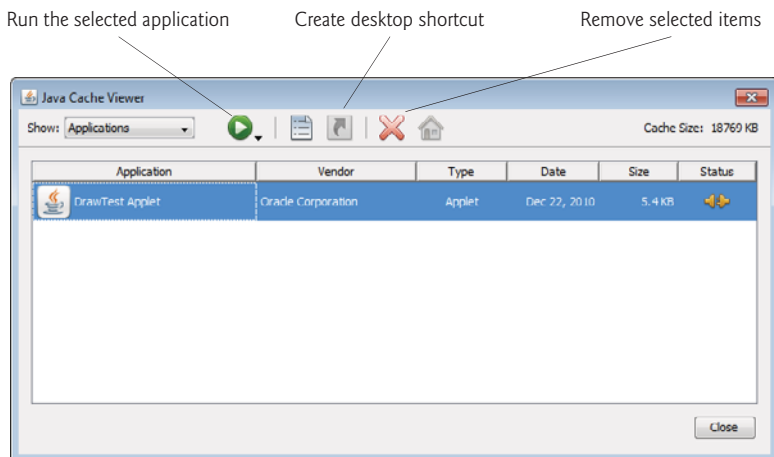 Run the selected application Create desktop shortcut Remove selected items
Java Cache Viewer
Show: Applications Cache Size: 18769 KB
Application Vendor Type Date Size Status
DrawTest Applet Oracle Corporation Applet Dec 22, 2010 5.4 KB
Close